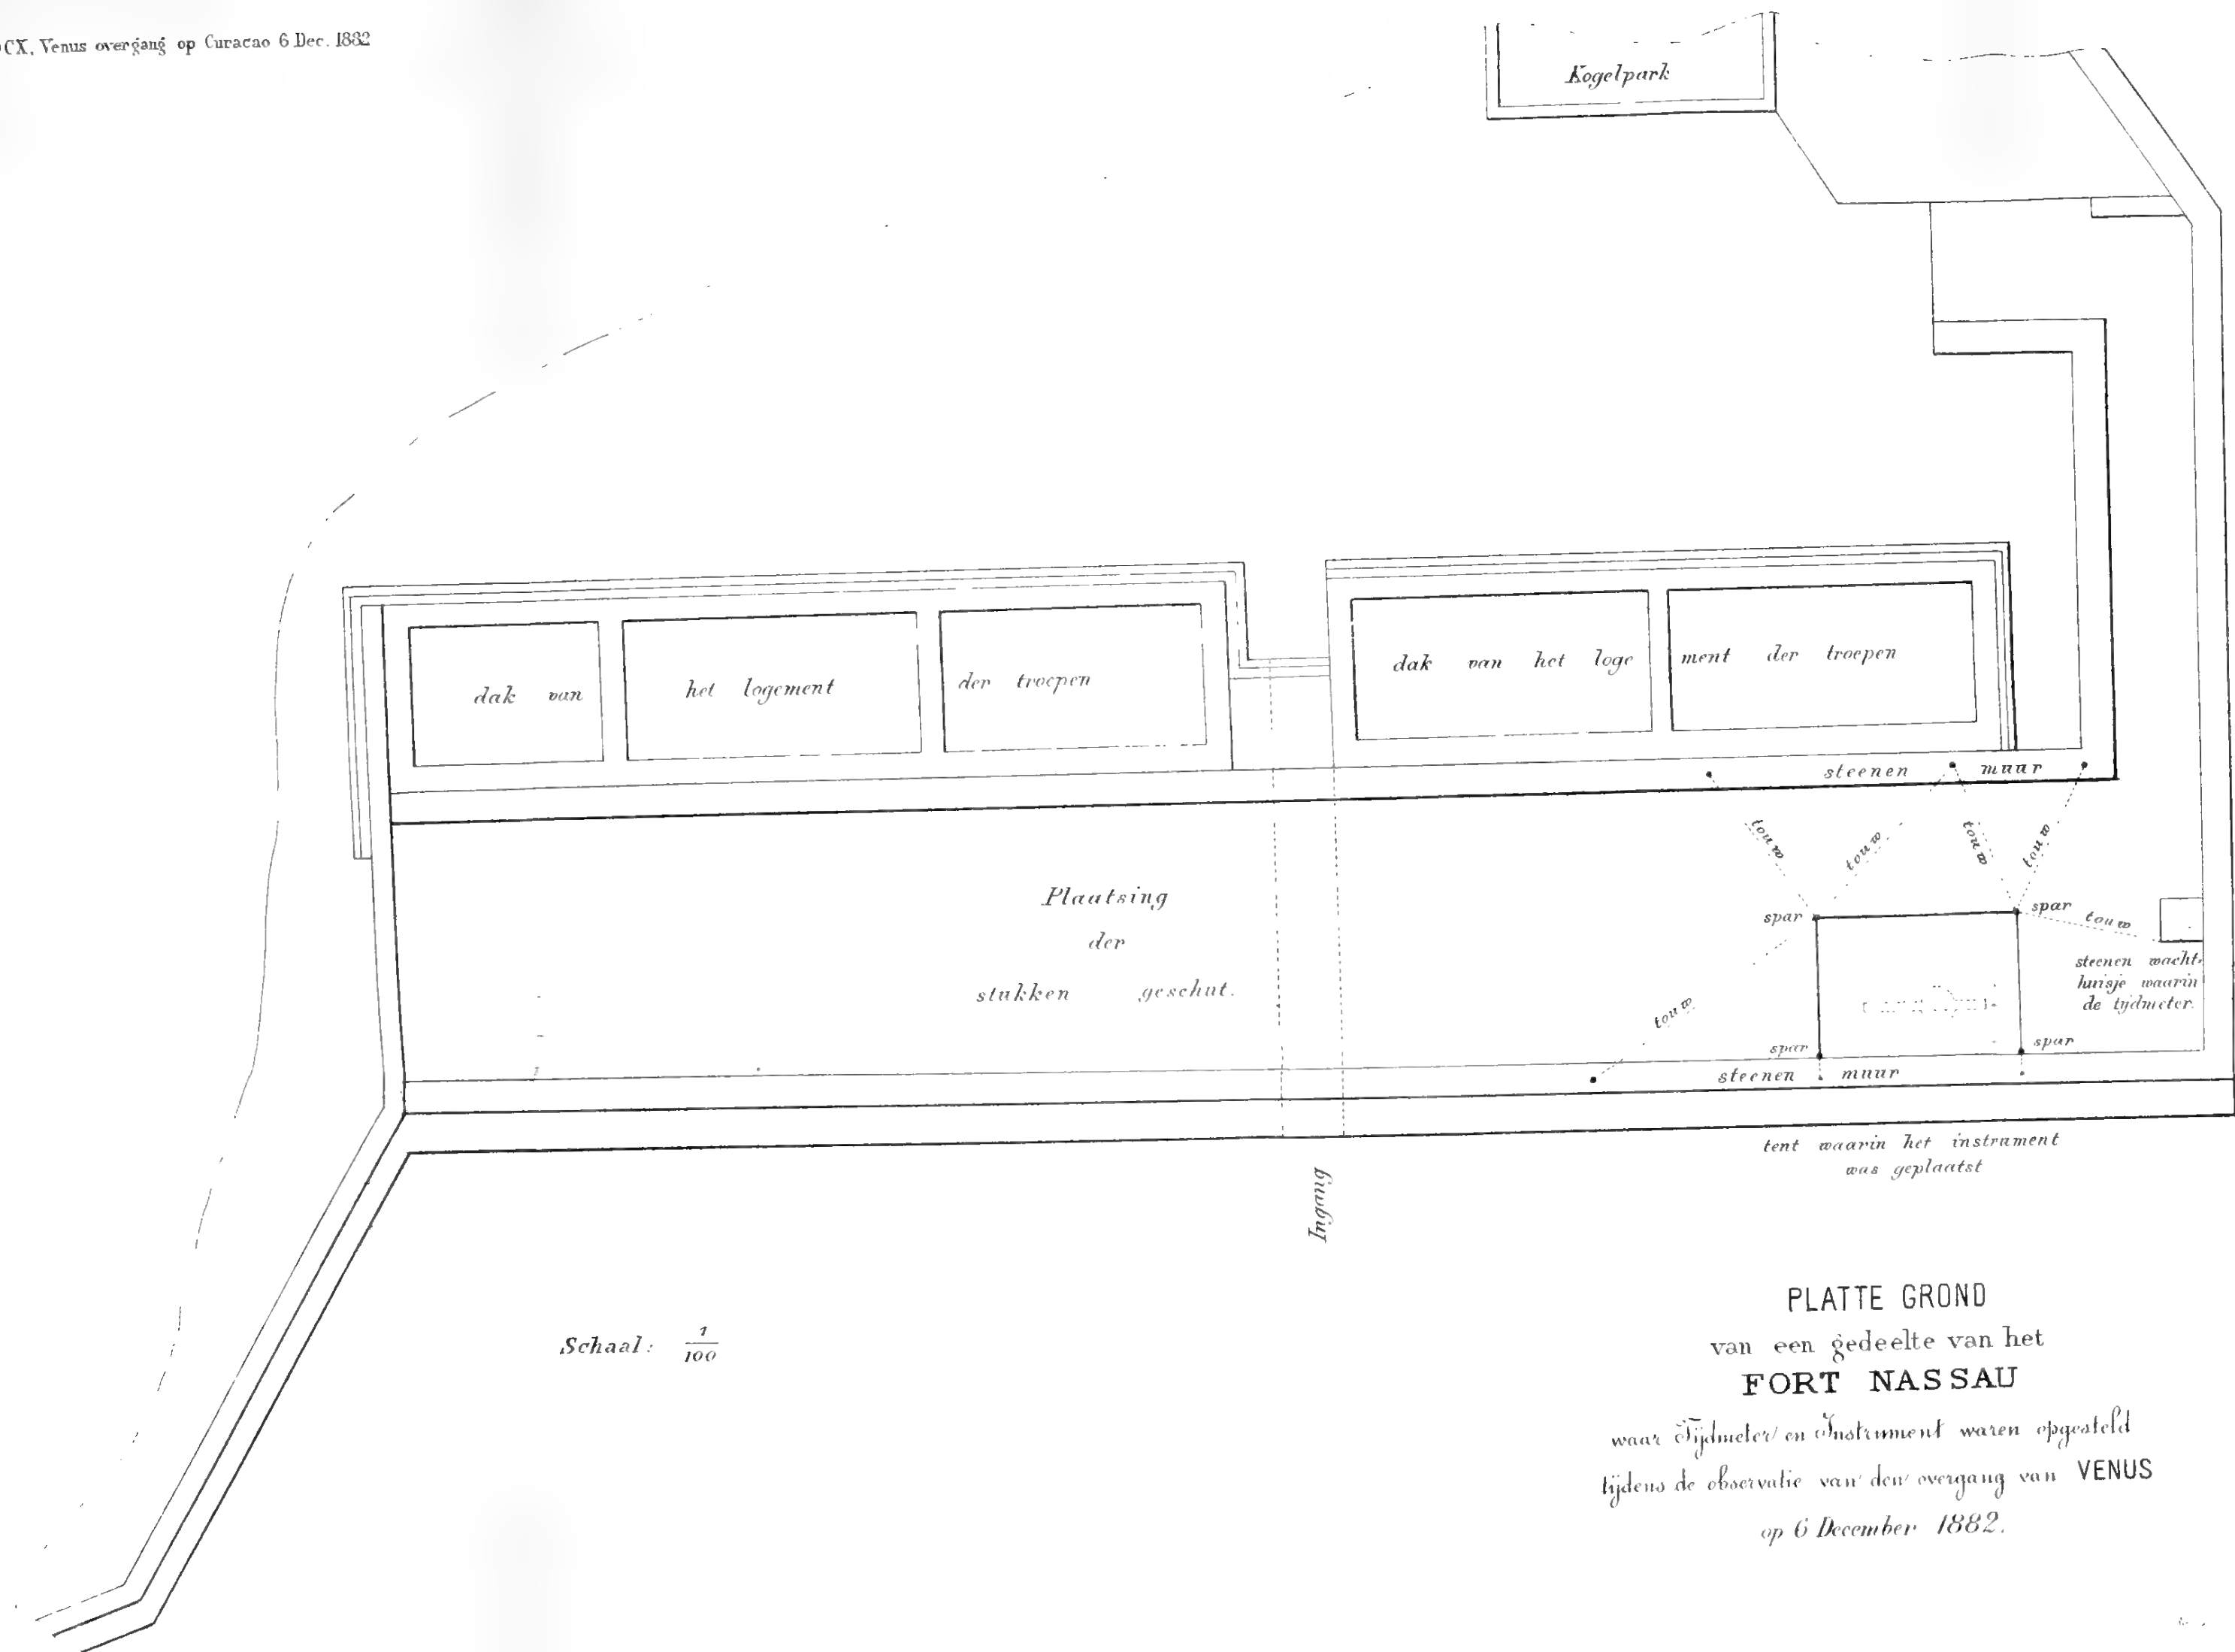 CX, Venus overgang op Curacao 6 Dec. 1882
Kogelpark
dak van
het logement
der troepen
dak van het loge
ment der troepen
steenen muur
touw
touw
touw
touw
Plaatsing
der
stukken geschut.
spar
spar
touw
steenen wacht-
huisje waarin
de tijdmeter.
touw
spar
spar
steenen muur
tent waarin het instrument
was geplaatst
Ingang
Schaal: 1/100
PLATTE GROND
van een gedeelte van het
FORT NASSAU
waar Tijdmeter en Instrument waren opgesteld
tijdens de observatie van den overgang van VENUS
op 6 December 1882.